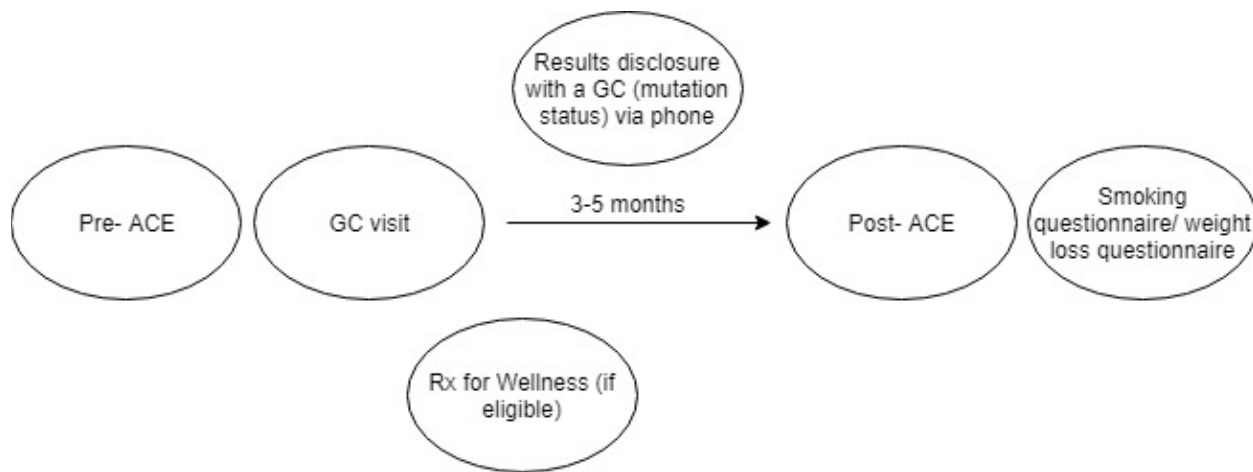 Results disclosure
with a GC (mutation
status) via phone
Pre- ACE
GC visit
3-5 months
Post- ACE
Smoking
questionnaire/ weight
loss questionnaire
Rx for Wellness (if
eligible)